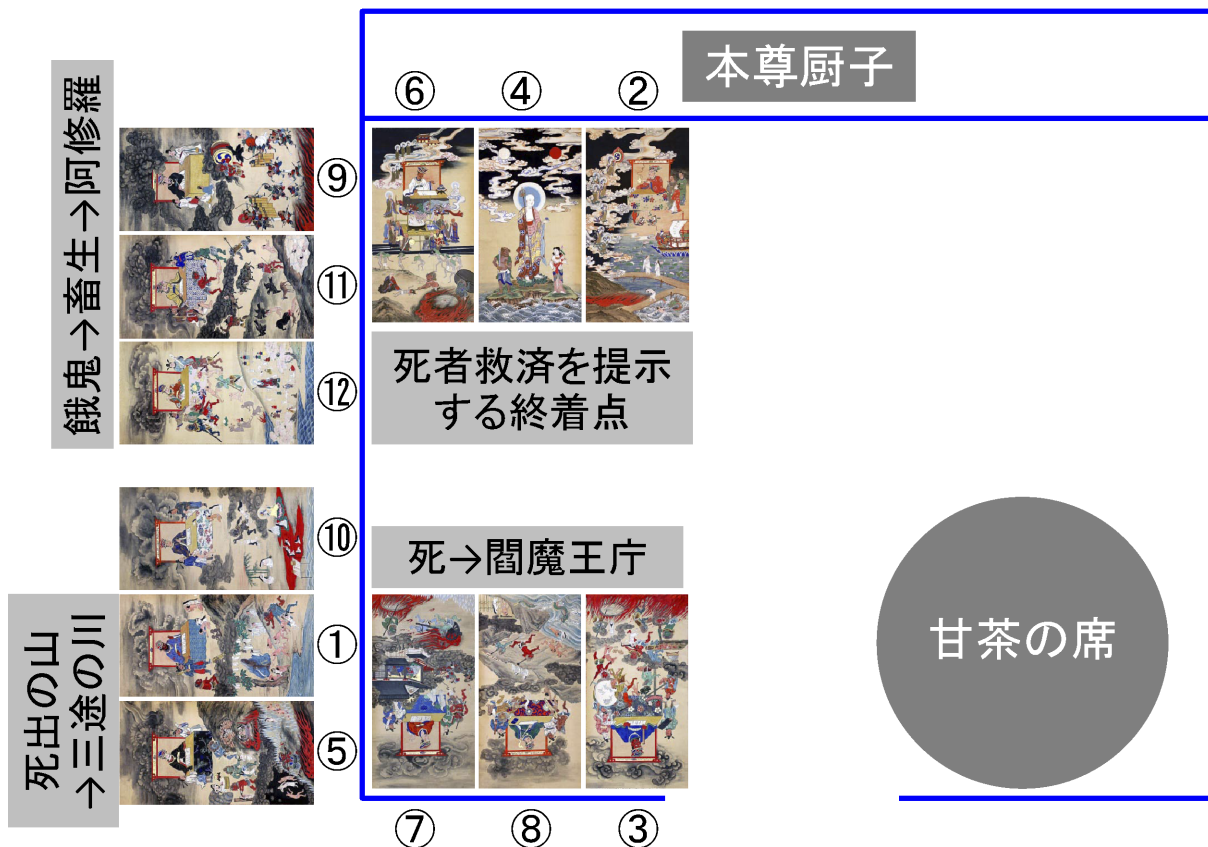 本尊厨子
⑥
④
②
餓鬼→畜生→阿修羅
⑨
⑪
⑫
死者救済を提示
する終着点
⑩
①
⑤
死出の山
→三途の川
死→閻魔王庁
甘茶の席
⑦
⑧
③